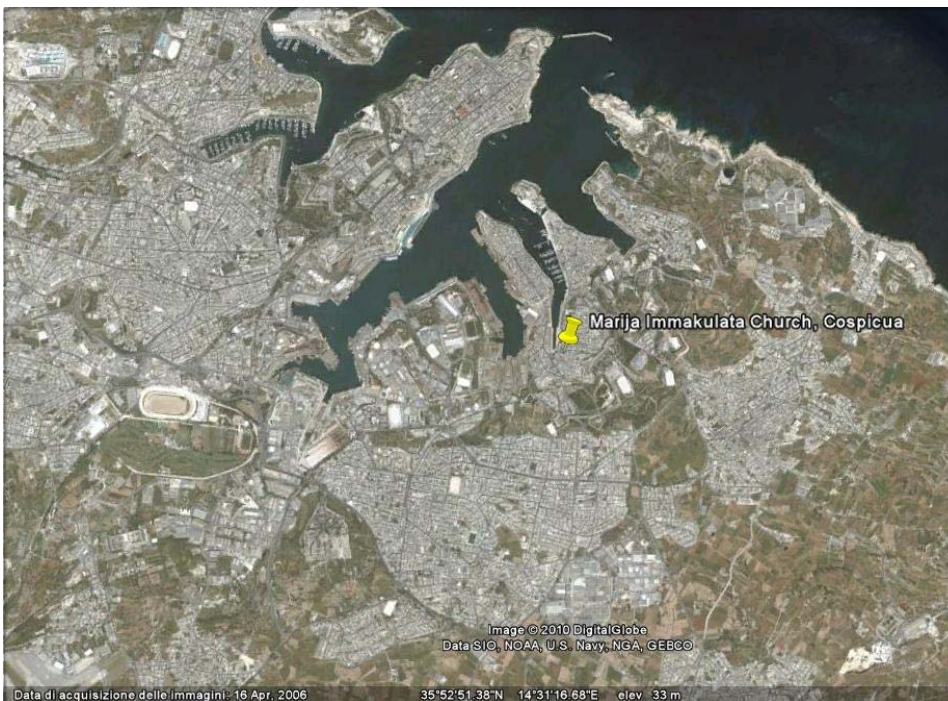 Marija Immakulata Church, Cospicua
Image © 2010 DigitalGlobe
Data SIO, NOAA, U.S. Navy, NGA, GEBCO
Data di acquisizione delle immagini: 16 Apr, 2006 35°52'51.38"N 14°31'16.68"E elev 33 m